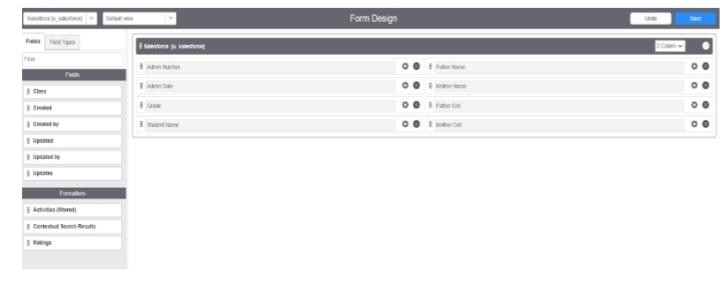 Salesforce [u_salesforce]
Default view
Form Design
Undo
Save
Fields
Field Types
Filter
Fields
Class
Created
Created by
Updated
Updated by
Updates
Formatters
Activities (filtered)
Contextual Search Results
Ratings
Salesforce [u_salesforce]
2 Column
Admin Number
Father Name
Admin Date
Mother Name
Grade
Father Cell
Student Name
Mother Cell